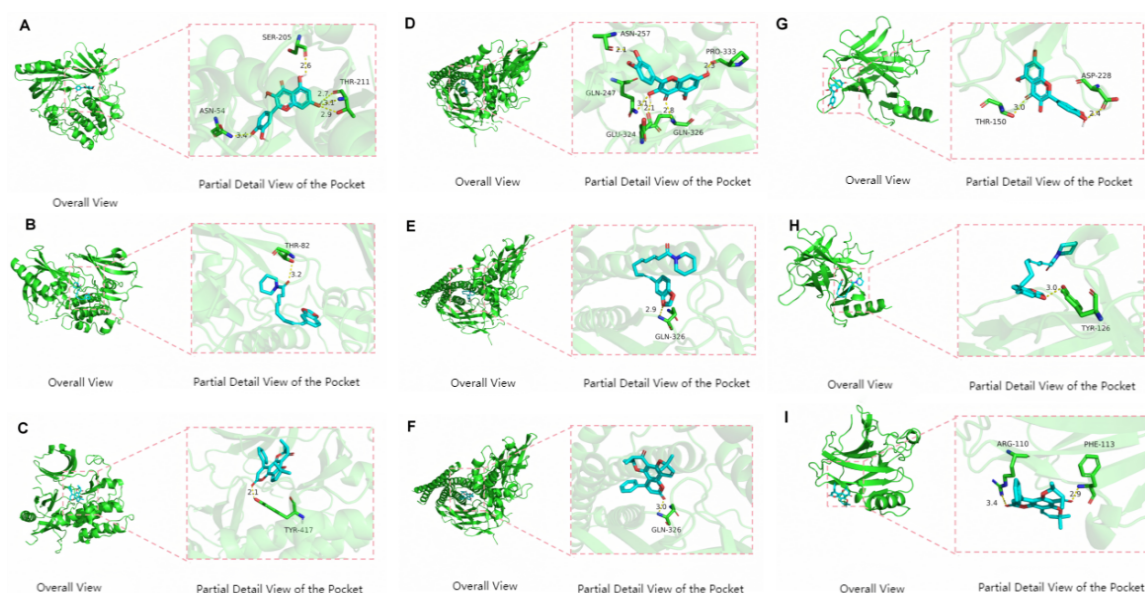 A
SER-205
2.6
THR-211
2.7
3.1
2.9
ASN-54
3.4
Overall View
Partial Detail View of the Pocket
D
ASN-257
2.1
PRO-333
2.3
GLN-247
3.1
2.1
2.8
GLU-324
GLN-326
Overall View
Partial Detail View of the Pocket
G
ASP-228
3.0
2.4
THR-150
Overall View
Partial Detail View of the Pocket
B
THR-82
3.2
Overall View
Partial Detail View of the Pocket
E
2.9
GLN-326
Overall View
Partial Detail View of the Pocket
H
3.0
TYR-126
Overall View
Partial Detail View of the Pocket
C
2.1
TYR-417
Overall View
Partial Detail View of the Pocket
F
3.0
GLN-326
Overall View
Partial Detail View of the Pocket
I
ARG-110
PHE-113
2.9
3.4
Overall View
Partial Detail View of the Pocket